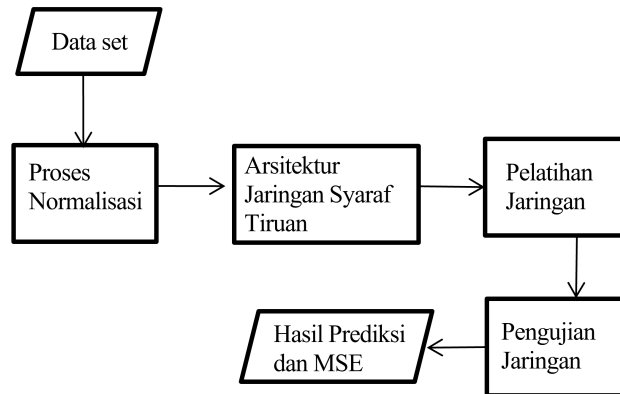 Data set
Proses
Normalisasi
Arsitektur
Jaringan Syaraf
Tiruan
Pelatihan
Jaringan
Pengujian
Jaringan
Hasil Prediksi
dan MSE